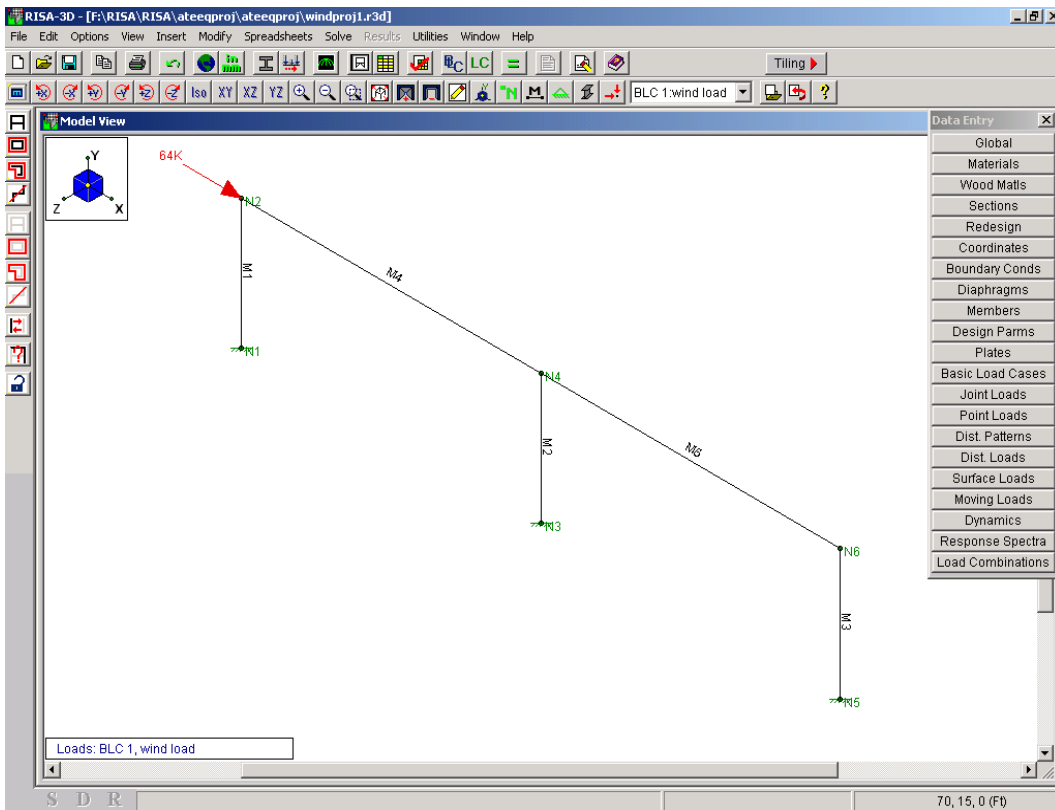 RISA-3D - [F:\RISA\RISA\ateeqproj\ateeqproj\windproj1.r3d]
File Edit Options View Insert Modify Spreadsheets Solve Results Utilities Window Help
BC LC = Tiling
Iso XY XZ YZ N M BLC 1:wind load ?
Model View
Y
Z X
64K
N2
M1
M4
N1
N4
M2
M5
N3
N6
M3
N5
Data Entry
Global
Materials
Wood Matls
Sections
Redesign
Coordinates
Boundary Conds
Diaphragms
Members
Design Parms
Plates
Basic Load Cases
Joint Loads
Point Loads
Dist. Patterns
Dist. Loads
Surface Loads
Moving Loads
Dynamics
Response Spectra
Load Combinations
Loads: BLC 1, wind load
S D R
70, 15, 0 (Ft)